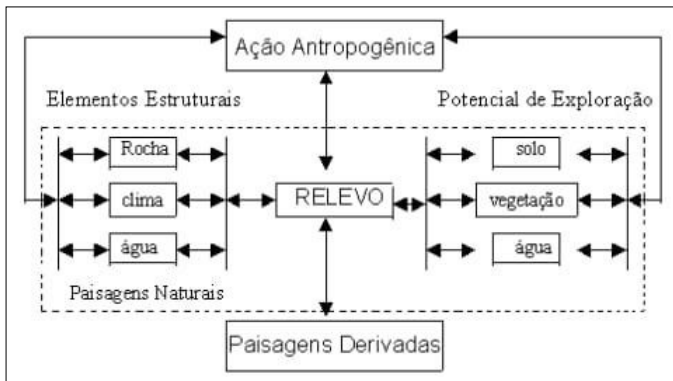 Ação Antropogênica
Elementos Estruturais
Potencial de Exploração
Rocha
solo
clima
RELEVO
vegetação
água
água
Paisagens Naturais
Paisagens Derivadas